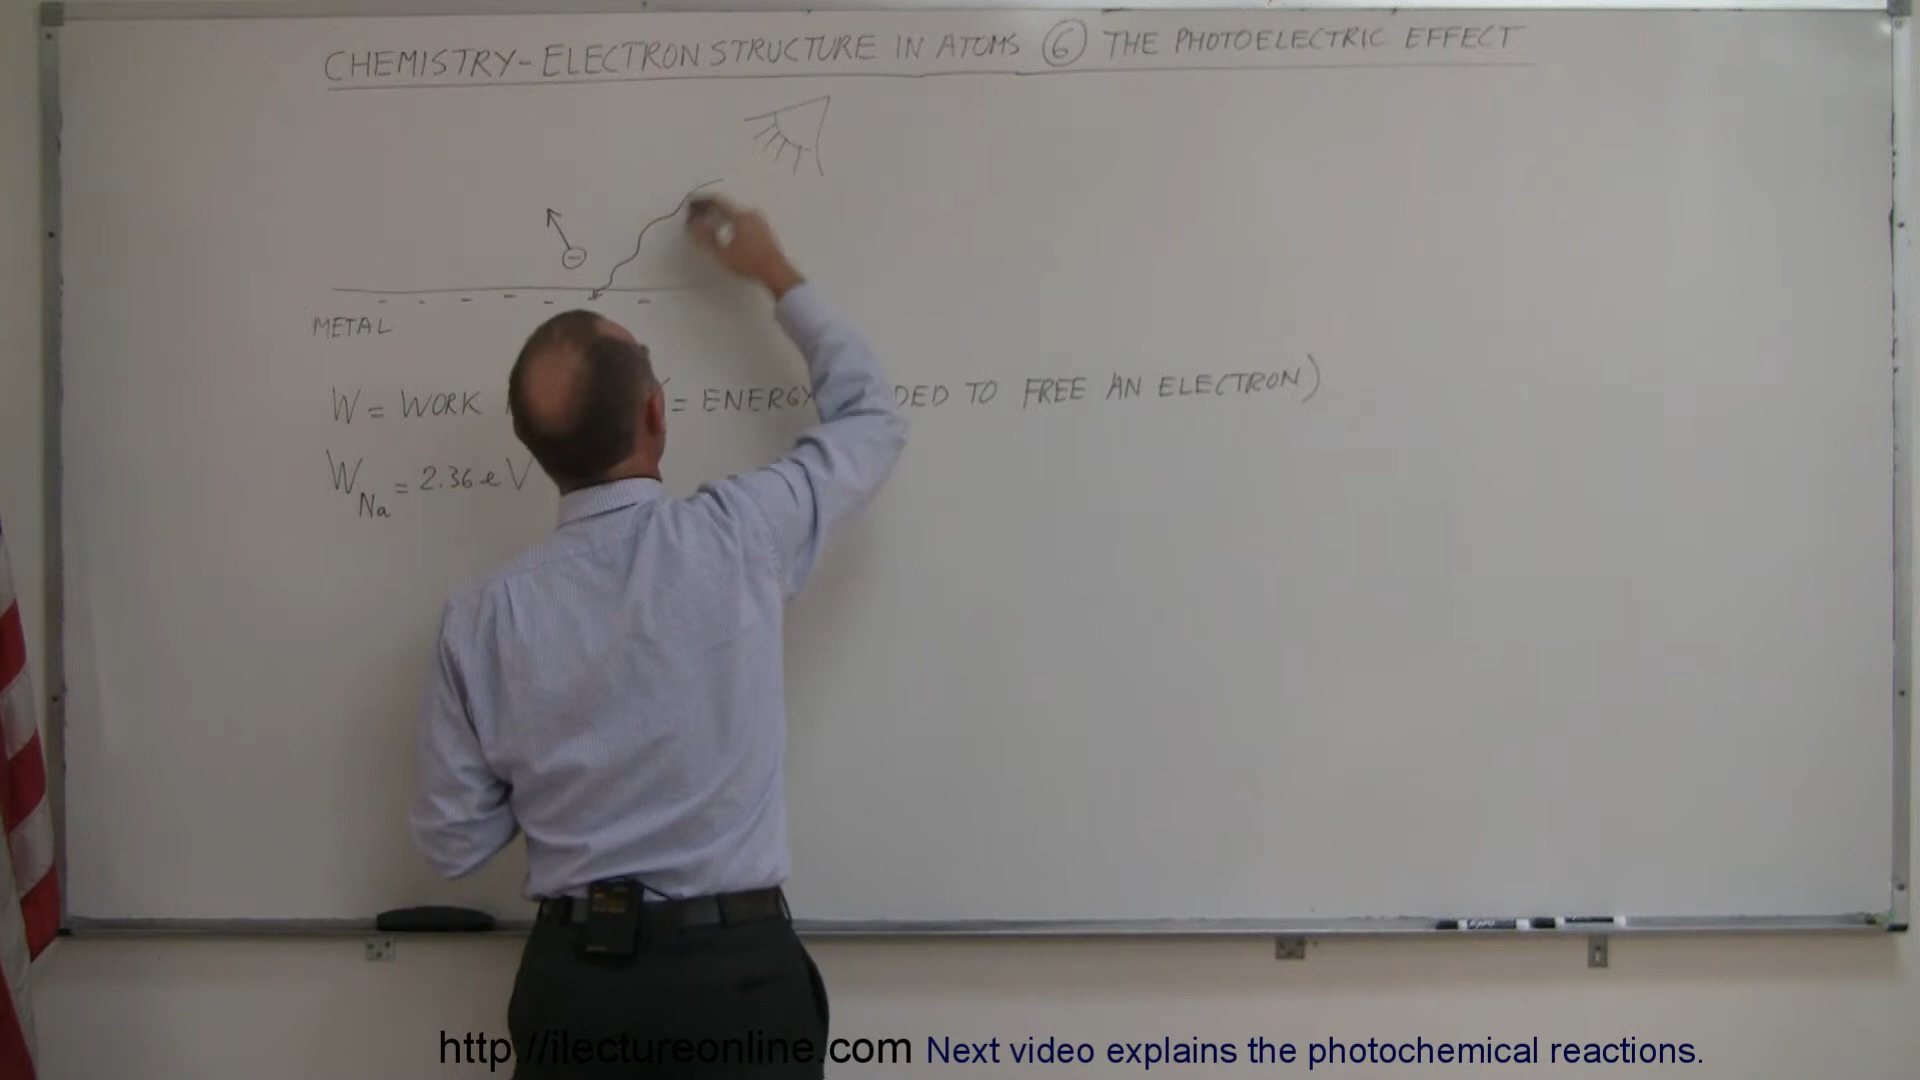 CHEMISTRY-ELECTRON STRUCTURE IN ATOMS ⑥ THE PHOTOELECTRIC EFFECT
METAL
W = WORK = ENERGY TO FREE AN ELECTRON)
W Na = 2.36 eV
http://ilectureonline.com Next video explains the photochemical reactions.